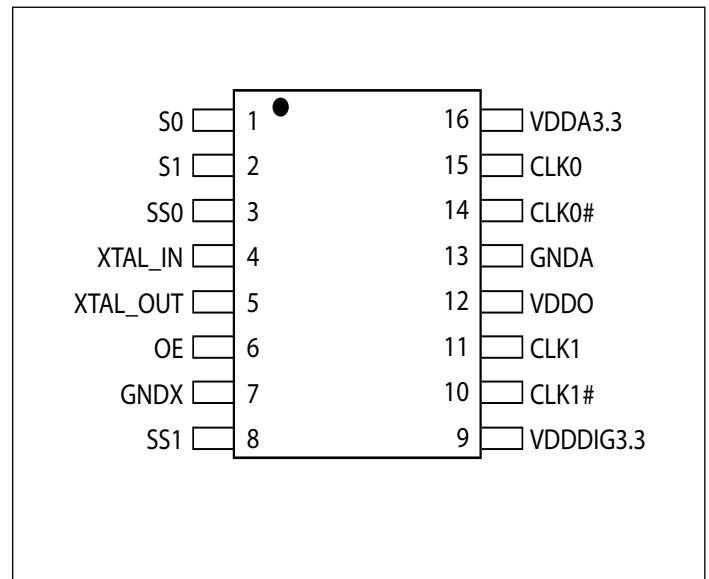 S0 1 16 VDDA3.3
S1 2 15 CLK0
SS0 3 14 CLK0#
XTAL_IN 4 13 GNDA
XTAL_OUT 5 12 VDDO
OE 6 11 CLK1
GNDX 7 10 CLK1#
SS1 8 9 VDDDIG3.3